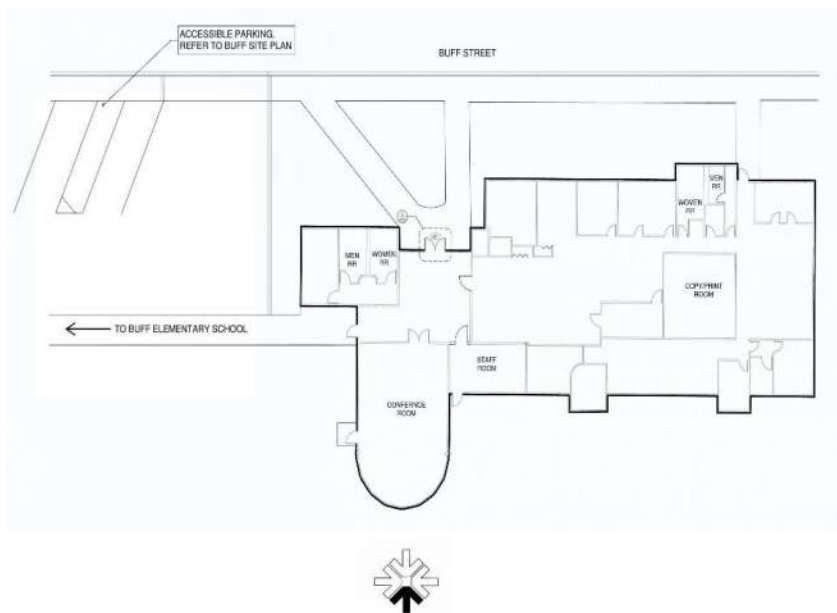 ACCESSIBLE PARKING.
REFER TO BUFF SITE PLAN
BUFF STREET
MEN
RR
WOMEN
RR
MEN
RR
WOMEN
RR
COPY/PRINT
ROOM
TO BUFF ELEMENTARY SCHOOL
STAFF
ROOM
CONFERNCE
ROOM